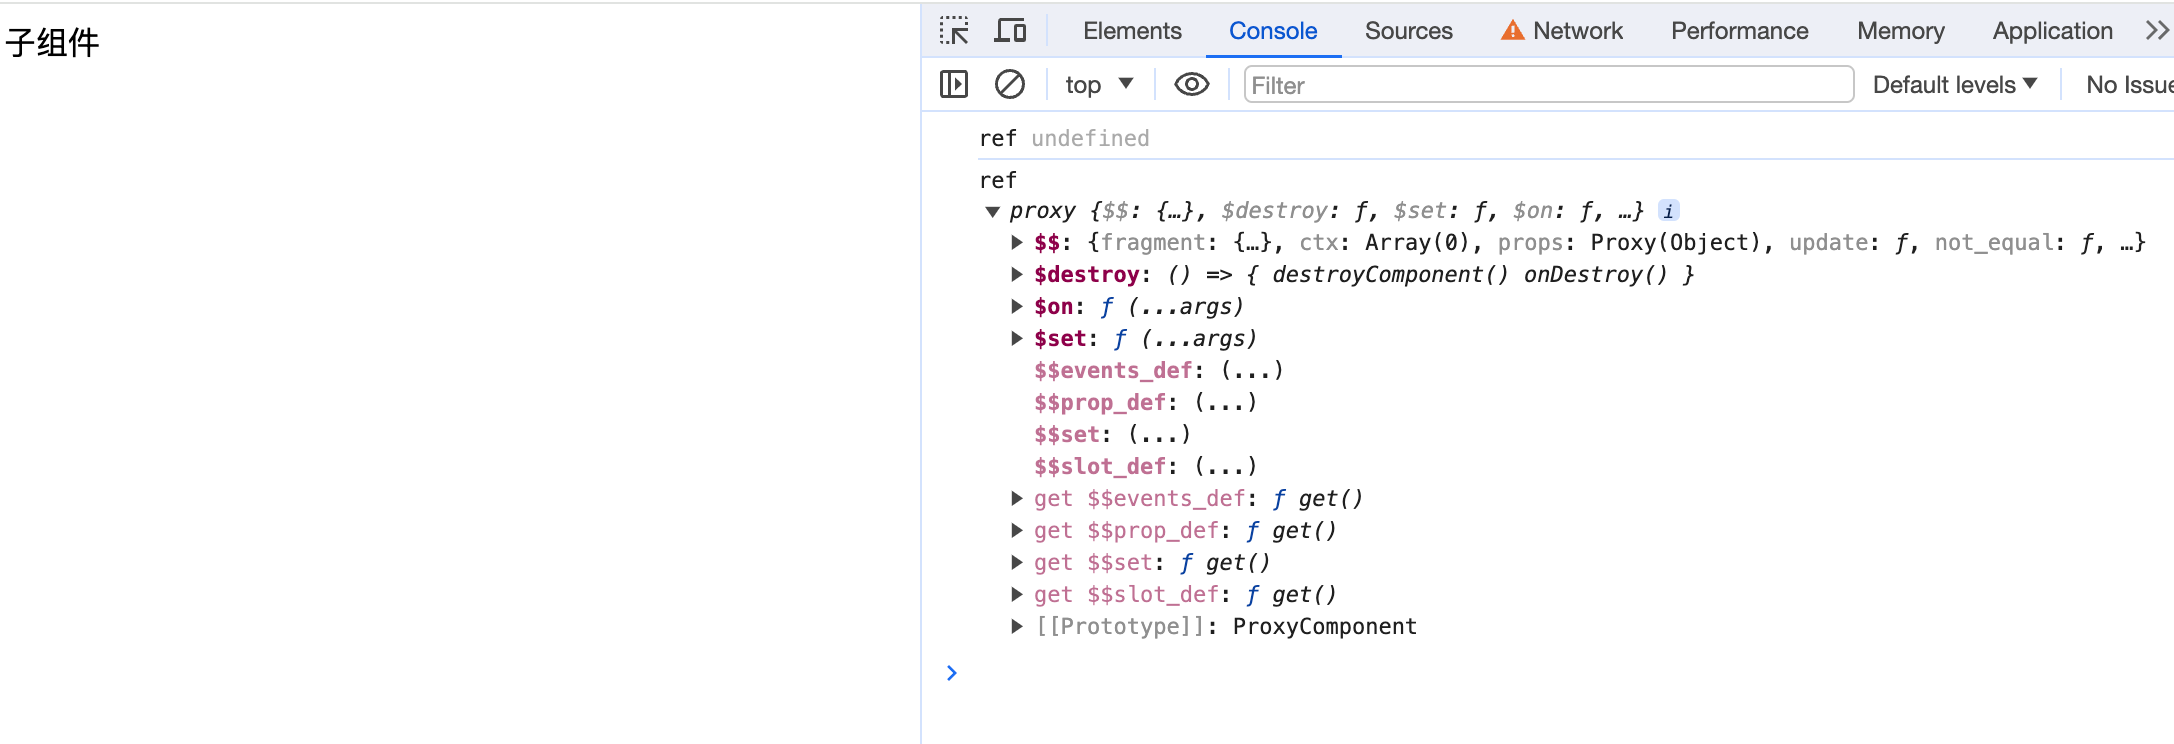 子组件
Elements Console Sources Network Performance Memory Application
top Filter Default levels No Issue
ref undefined
ref
proxy {$$: {…}, $destroy: ƒ, $set: ƒ, $on: ƒ, …} i
$$: {fragment: {…}, ctx: Array(0), props: Proxy(Object), update: ƒ, not_equal: ƒ, …}
$destroy: () => { destroyComponent() onDestroy() }
$on: ƒ (...args)
$set: ƒ (...args)
$$events_def: (...)
$$prop_def: (...)
$$set: (...)
$$slot_def: (...)
get $$events_def: ƒ get()
get $$prop_def: ƒ get()
get $$set: ƒ get()
get $$slot_def: ƒ get()
[[Prototype]]: ProxyComponent